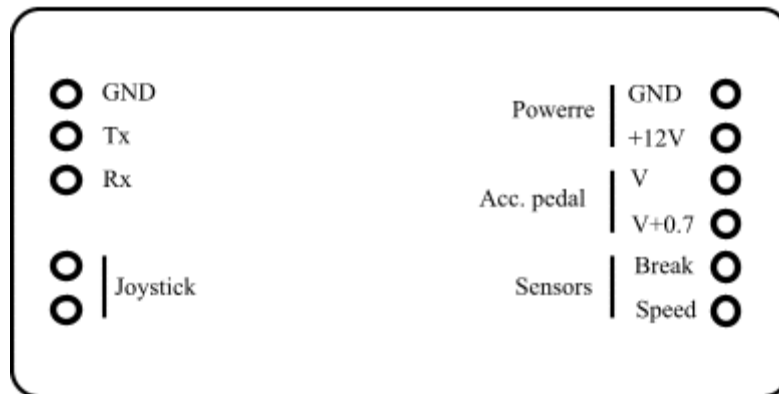 GND
Tx
Rx
Joystick
Powerre
GND
+12V
Acc. pedal
V
V+0.7
Sensors
Break
Speed